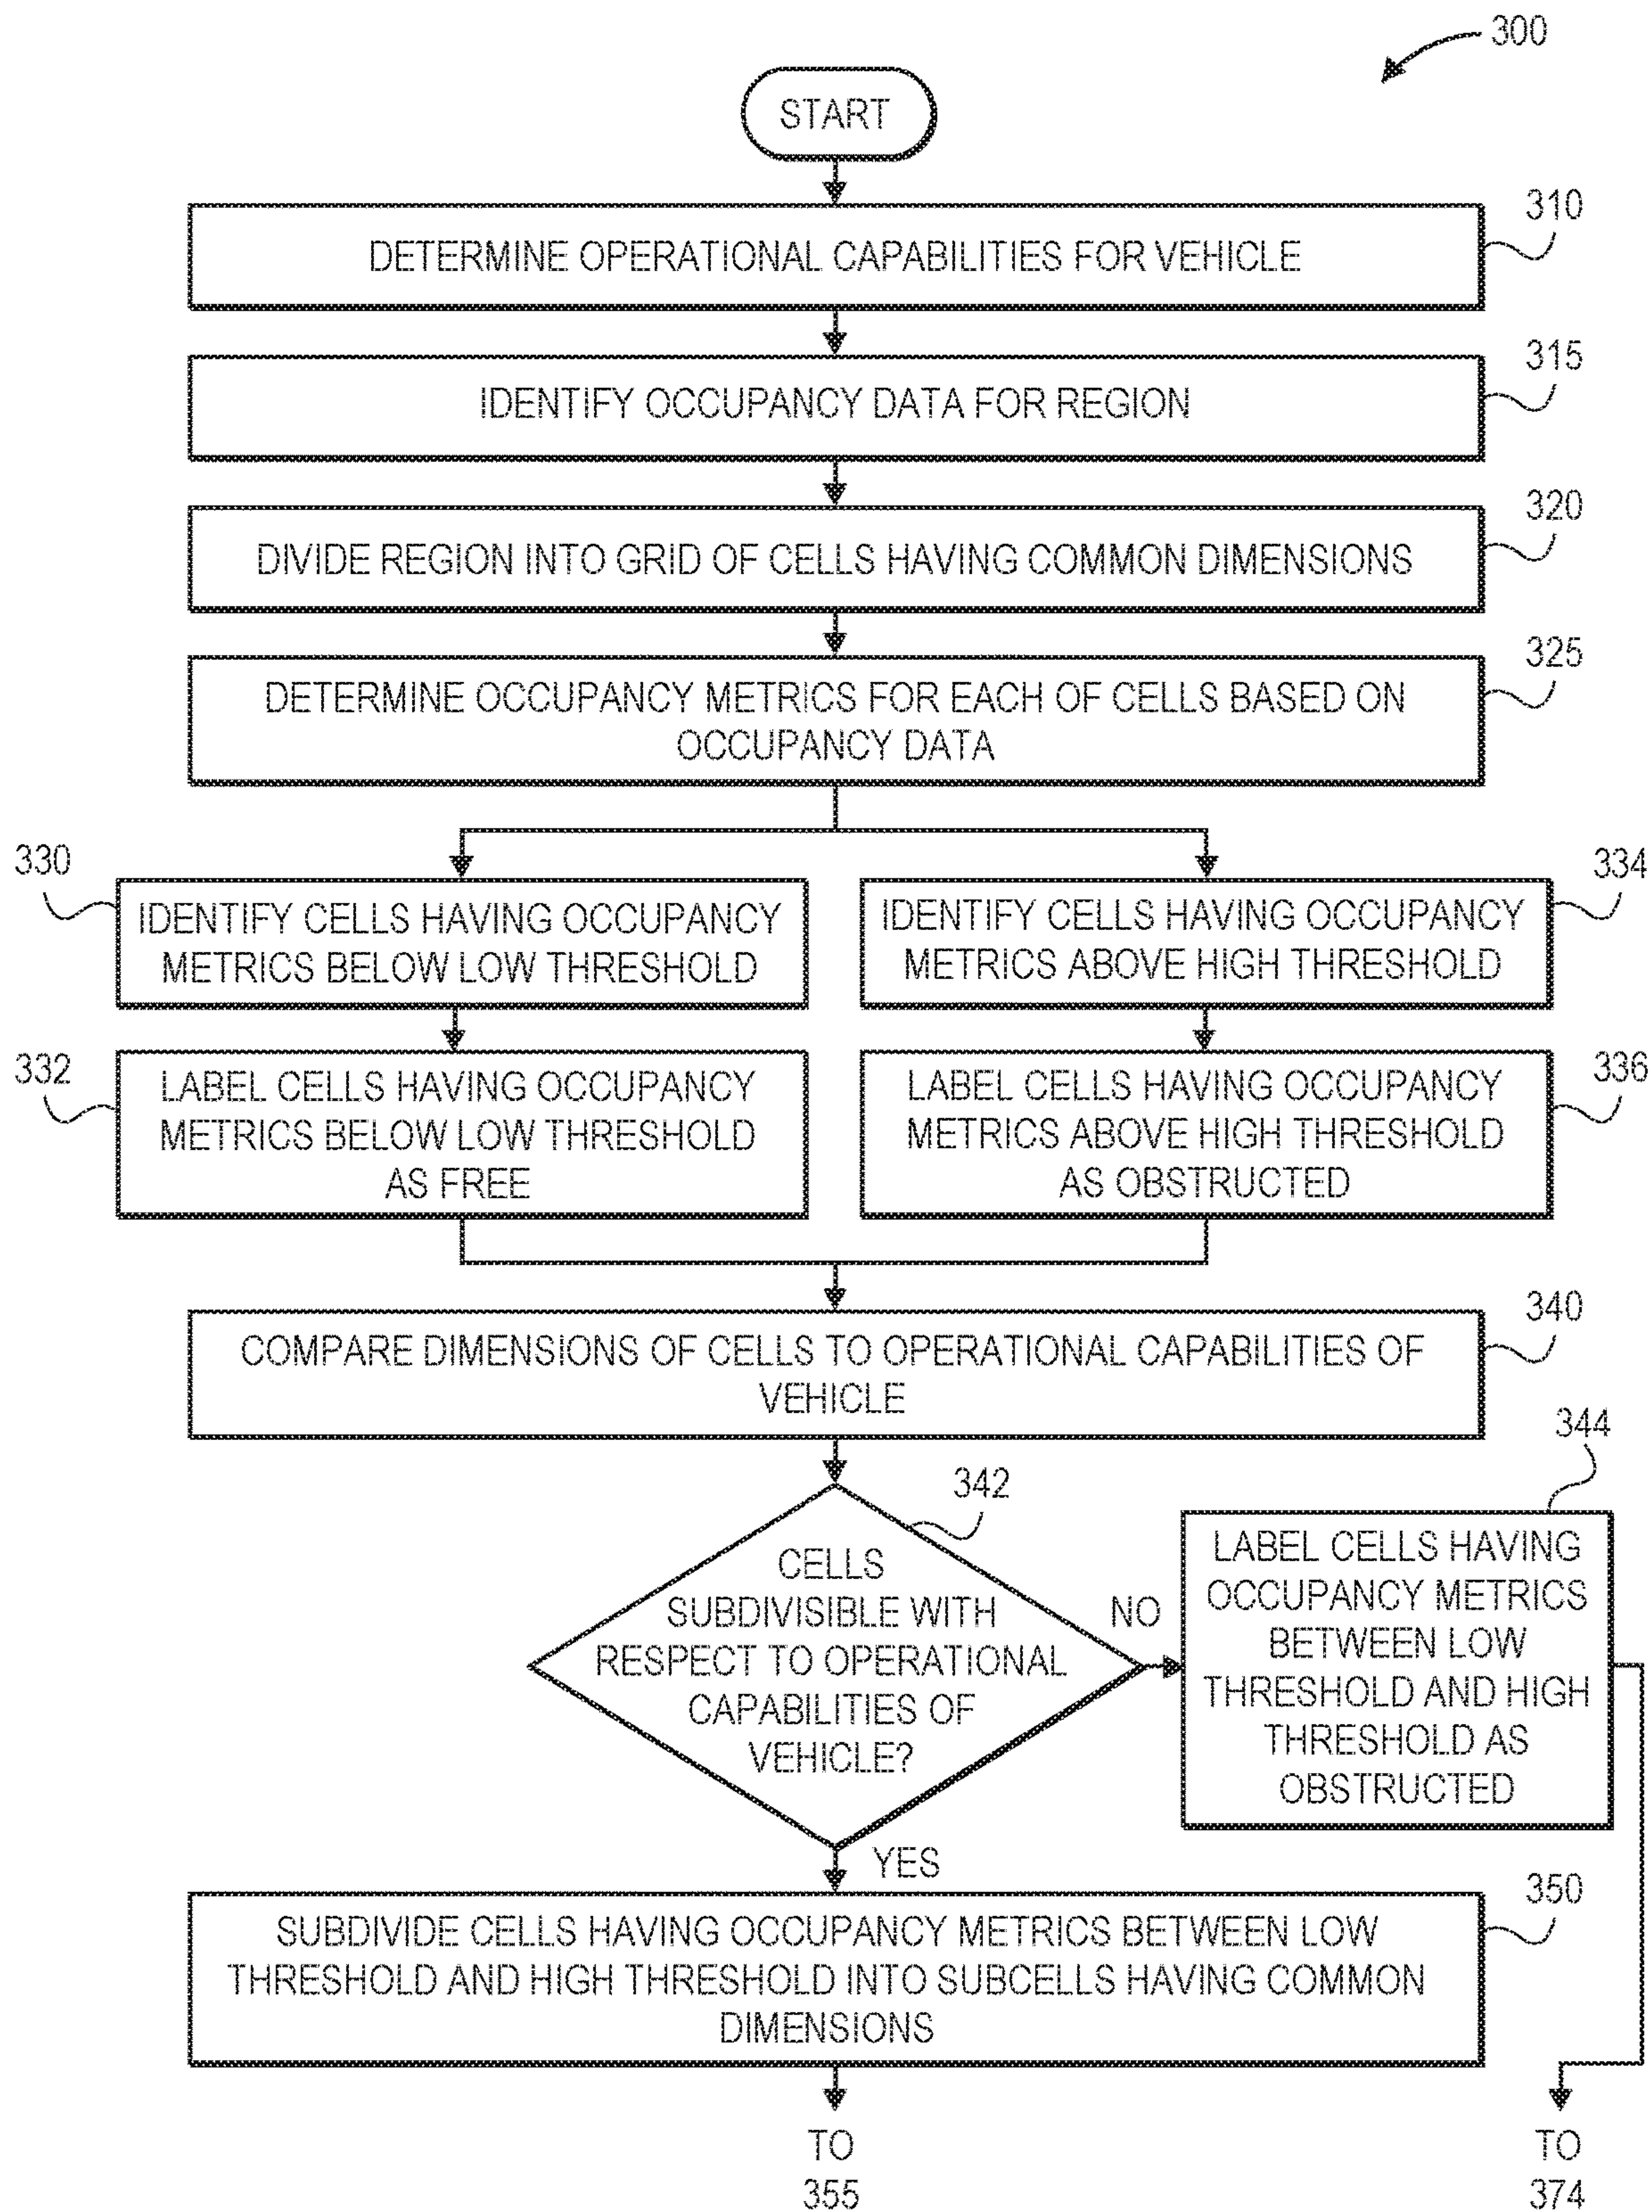 300
START
310
DETERMINE OPERATIONAL CAPABILITIES FOR VEHICLE
315
IDENTIFY OCCUPANCY DATA FOR REGION
320
DIVIDE REGION INTO GRID OF CELLS HAVING COMMON DIMENSIONS
325
DETERMINE OCCUPANCY METRICS FOR EACH OF CELLS BASED ON
OCCUPANCY DATA
330
IDENTIFY CELLS HAVING OCCUPANCY
METRICS BELOW LOW THRESHOLD
334
IDENTIFY CELLS HAVING OCCUPANCY
METRICS ABOVE HIGH THRESHOLD
332
LABEL CELLS HAVING OCCUPANCY
METRICS BELOW LOW THRESHOLD
AS FREE
336
LABEL CELLS HAVING OCCUPANCY
METRICS ABOVE HIGH THRESHOLD
AS OBSTRUCTED
340
COMPARE DIMENSIONS OF CELLS TO OPERATIONAL CAPABILITIES OF
VEHICLE
342
CELLS
SUBDIVISIBLE WITH
RESPECT TO OPERATIONAL
CAPABILITIES OF
VEHICLE?
NO
344
LABEL CELLS HAVING
OCCUPANCY METRICS
BETWEEN LOW
THRESHOLD AND HIGH
THRESHOLD AS
OBSTRUCTED
YES
350
SUBDIVIDE CELLS HAVING OCCUPANCY METRICS BETWEEN LOW
THRESHOLD AND HIGH THRESHOLD INTO SUBCELLS HAVING COMMON
DIMENSIONS
TO
355
TO
374